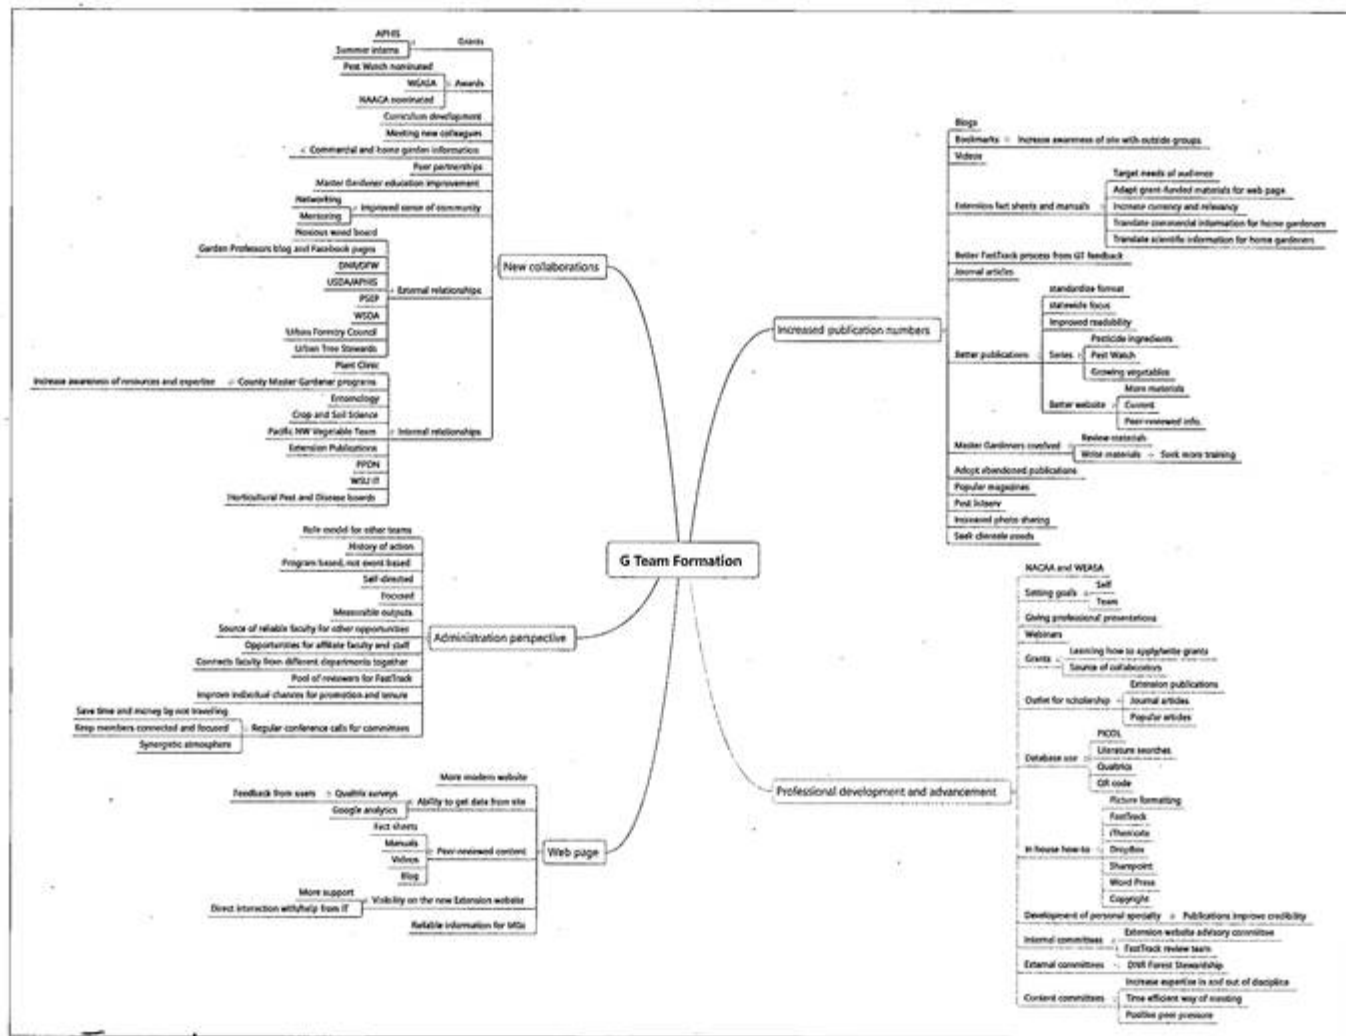 G Team Formation
New collaborations
APHIS
Summer interns
Grants
Pest Watch nominated
WEASA
NAACA nominated
Awards
Curriculum development
Meeting new colleagues
Commercial and home garden information
Peer partnerships
Master Gardener education improvement
Networking
Mentoring
Improved sense of community
Noxious weed board
Garden Professors blog and Facebook pages
DNR/DFW
USDA/APHIS
PSEP
WSDA
Urban Forestry Council
Urban Tree Stewards
External relationships
Plant Clinic
Increase awareness of resources and expertise
County Master Gardener programs
Entomology
Crop and Soil Science
Pacific NW Vegetable Team
Extension Publications
PPDN
WSU IT
Horticultural Pest and Disease boards
Internal relationships
Administration perspective
Role model for other teams
History of action
Program based, not event based
Self-directed
Focused
Measurable outputs
Source of reliable faculty for other opportunities
Opportunities for affiliate faculty and staff
Connects faculty from different departments together
Pool of reviewers for FastTrack
Improve individual chances for promotion and tenure
Save time and money by not traveling
Keep members connected and focused
Synergetic atmosphere
Regular conference calls for committees
Web page
More modern website
Feedback from users
Qualtrix surveys
Google analytics
Ability to get data from site
Fact sheets
Manuals
Videos
Blog
Peer-reviewed content
More support
Direct interaction with/help from IT
Visibility on the new Extension website
Reliable information for MGs
Increased publication numbers
Blogs
Bookmarks
Increase awareness of site with outside groups
Videos
Extension fact sheets and manuals
Target needs of audience
Adapt grant-funded materials for web page
Increase currency and relevancy
Translate commercial information for home gardeners
Translate scientific information for home gardeners
Better FastTrack process from GT feedback
Journal articles
Better publications
standardize format
statewide focus
Improved readability
Series
Pesticide ingredients
Pest Watch
Growing vegetables
Better website
More materials
Current
Peer-reviewed info.
Master Gardeners involved
Review materials
Write materials
Seek more training
Adopt abandoned publications
Popular magazines
Pest listserv
Increased photo sharing
Seek clientele needs
Professional development and advancement
NACAA and WEASA
Setting goals
Self
Team
Giving professional presentations
Webinars
Grants
Learning how to apply/write grants
Source of collaborators
Outlet for scholarship
Extension publications
Journal articles
Popular articles
Database use
PICOL
Literature searches
Qualtrics
QR code
In house how-to
Picture formatting
FastTrack
iThenticate
DropBox
Sharepoint
Word Press
Copyright
Development of personal specialty
Publications improve credibility
Internal committees
Extension website advisory committee
FastTrack review team
External committees
DNR Forest Stewardship
Content committees
Increase expertise in and out of discipline
Time efficient way of meeting
Positive peer pressure